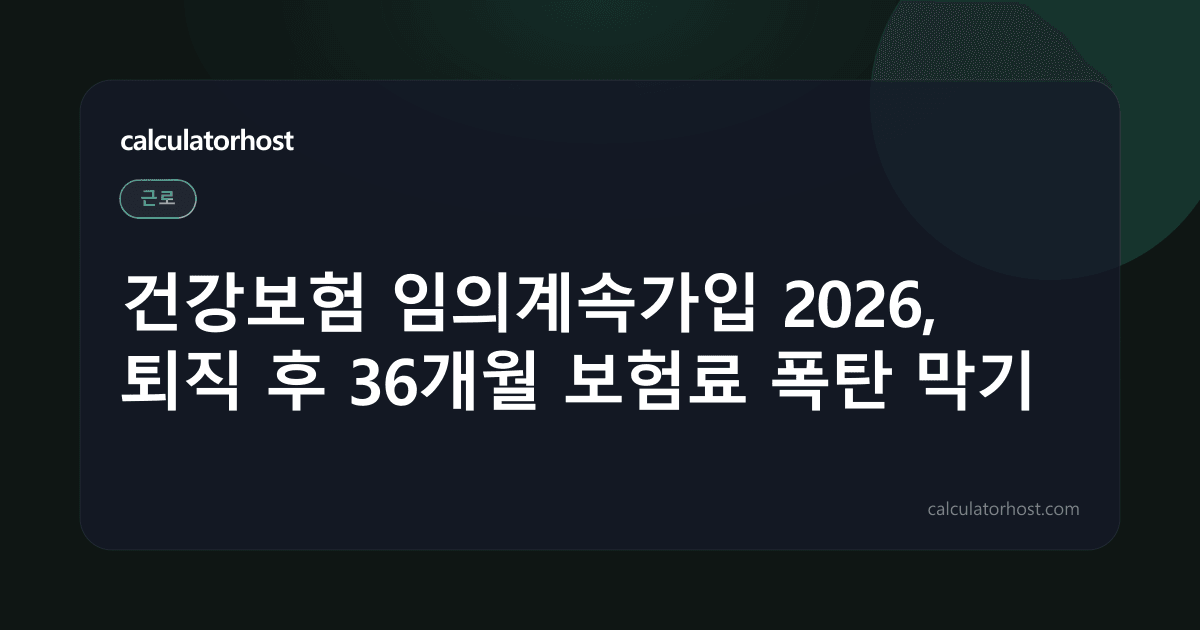 calculatorhost
근로
건강보험 임의계속가입 2026,
퇴직 후 36개월 보험료 폭탄 막기
calculatorhost.com